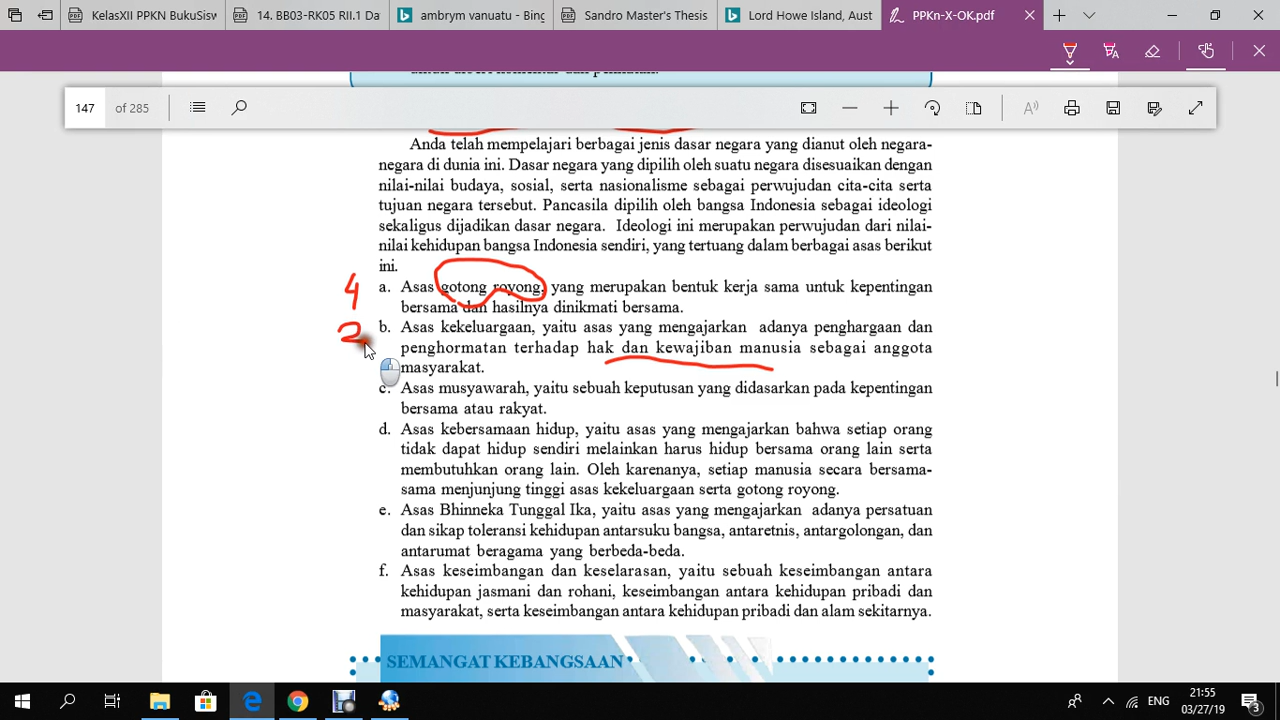 KelasXII PPKN BukuSisw
14. BB03-RK05 RII.1 Da
ambrym vanuatu - Bing
Sandro Master's Thesis
Lord Howe Island, Aust
PPKn-X-OK.pdf
147 of 285
Anda telah mempelajari berbagai jenis dasar negara yang dianut oleh negara-
negara di dunia ini. Dasar negara yang dipilih oleh suatu negara disesuaikan dengan
nilai-nilai budaya, sosial, serta nasionalisme sebagai perwujudan cita-cita serta
tujuan negara tersebut. Pancasila dipilih oleh bangsa Indonesia sebagai ideologi
sekaligus dijadikan dasar negara. Ideologi ini merupakan perwujudan dari nilai-
nilai kehidupan bangsa Indonesia sendiri, yang tertuang dalam berbagai asas berikut
ini.
4 a. Asas gotong royong, yang merupakan bentuk kerja sama untuk kepentingan
bersama dan hasilnya dinikmati bersama.
2 b. Asas kekeluargaan, yaitu asas yang mengajarkan adanya penghargaan dan
penghormatan terhadap hak dan kewajiban manusia sebagai anggota
masyarakat.
c. Asas musyawarah, yaitu sebuah keputusan yang didasarkan pada kepentingan
bersama atau rakyat.
d. Asas kebersamaan hidup, yaitu asas yang mengajarkan bahwa setiap orang
tidak dapat hidup sendiri melainkan harus hidup bersama orang lain serta
membutuhkan orang lain. Oleh karenanya, setiap manusia secara bersama-
sama menjunjung tinggi asas kekeluargaan serta gotong royong.
e. Asas Bhinneka Tunggal Ika, yaitu asas yang mengajarkan adanya persatuan
dan sikap toleransi kehidupan antarsuku bangsa, antaretnis, antargolongan, dan
antarumat beragama yang berbeda-beda.
f. Asas keseimbangan dan keselarasan, yaitu sebuah keseimbangan antara
kehidupan jasmani dan rohani, keseimbangan antara kehidupan pribadi dan
masyarakat, serta keseimbangan antara kehidupan pribadi dan alam sekitarnya.
SEMANGAT KEBANGSAAN
ENG
21:55
03/27/19
3